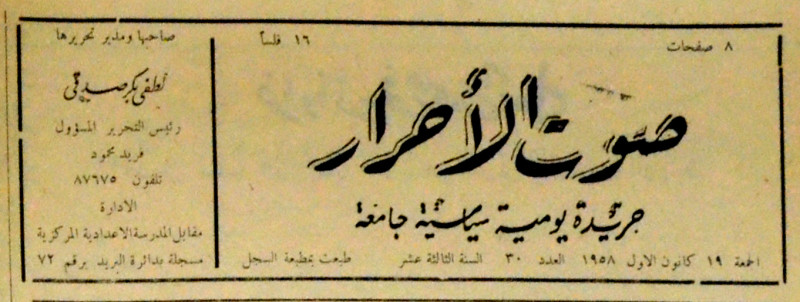 ٨ صفحات
١٦ فلساً
صوت الأحرار
جريدة يومية سياسية جامعة
الجمعة ١٩ كانون الاول ١٩٥٨ العدد ٣٠ السنة الثالثة عشر طبعت بمطبعة السجل
صاحبها ومدير تحريرها
لطفي بكر صدقي
رئيس التحرير المسؤول
فريد محمود
تلفون ٨٧٦٧٥
الادارة
مقابل المدرسة الاعدادية المركزية
مسجلة بدائرة البريد برقم ٧٢